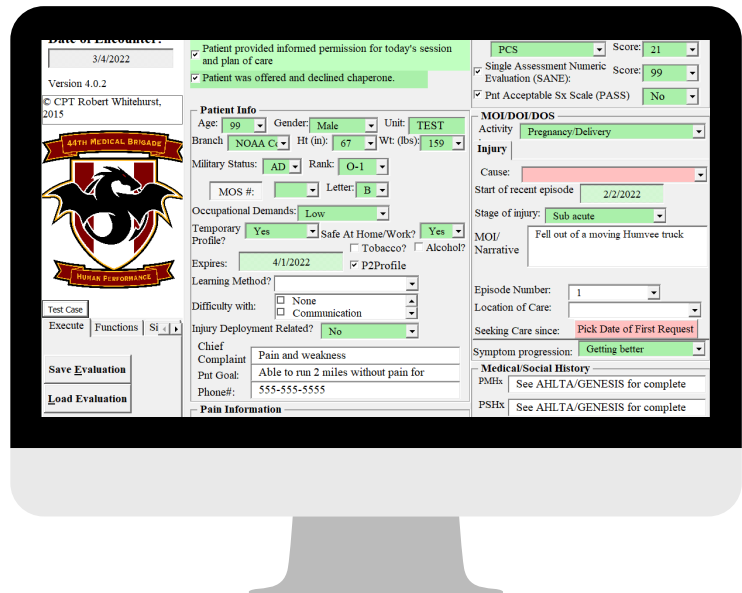 Date of Encounter:
3/4/2022
Version 4.0.2
© CPT Robert Whitehurst,
2015
44TH MEDICAL BRIGADE
HUMAN PERFORMANCE
Test Case
Execute Functions
Save Evaluation
Load Evaluation
Patient provided informed permission for today's session
and plan of care
Patient was offered and declined chaperone.
Patient Info
Age: 99 Gender: Male Unit: TEST
Branch NOAA Ht (in): 67 Wt: (lbs): 159
Military Status: AD Rank: O-1
MOS #: Letter: B
Occupational Demands: Low
Temporary
Profile? Yes Safe At Home/Work? Yes
Tobacco? Alcohol?
Expires: 4/1/2022 P2Profile
Learning Method?
Difficulty with: None
Communication
Injury Deployment Related? No
Chief
Complaint Pain and weakness
Pnt Goal: Able to run 2 miles without pain for
Phone#: 555-555-5555
Pain Information
PCS Score: 21
Single Assessment Numeric
Evaluation (SANE): Score: 99
Pnt Acceptable Sx Scale (PASS) No
MOI/DOI/DOS
Activity
: Pregnancy/Delivery
Injury
Cause:
Start of recent episode 2/2/2022
Stage of injury: Sub acute
MOI/
Narrative Fell out of a moving Humvee truck
Episode Number: 1
Location of Care:
Seeking Care since: Pick Date of First Request
Symptom progression: Getting better
Medical/Social History
PMHx See AHLTA/GENESIS for complete
PSHx See AHLTA/GENESIS for complete